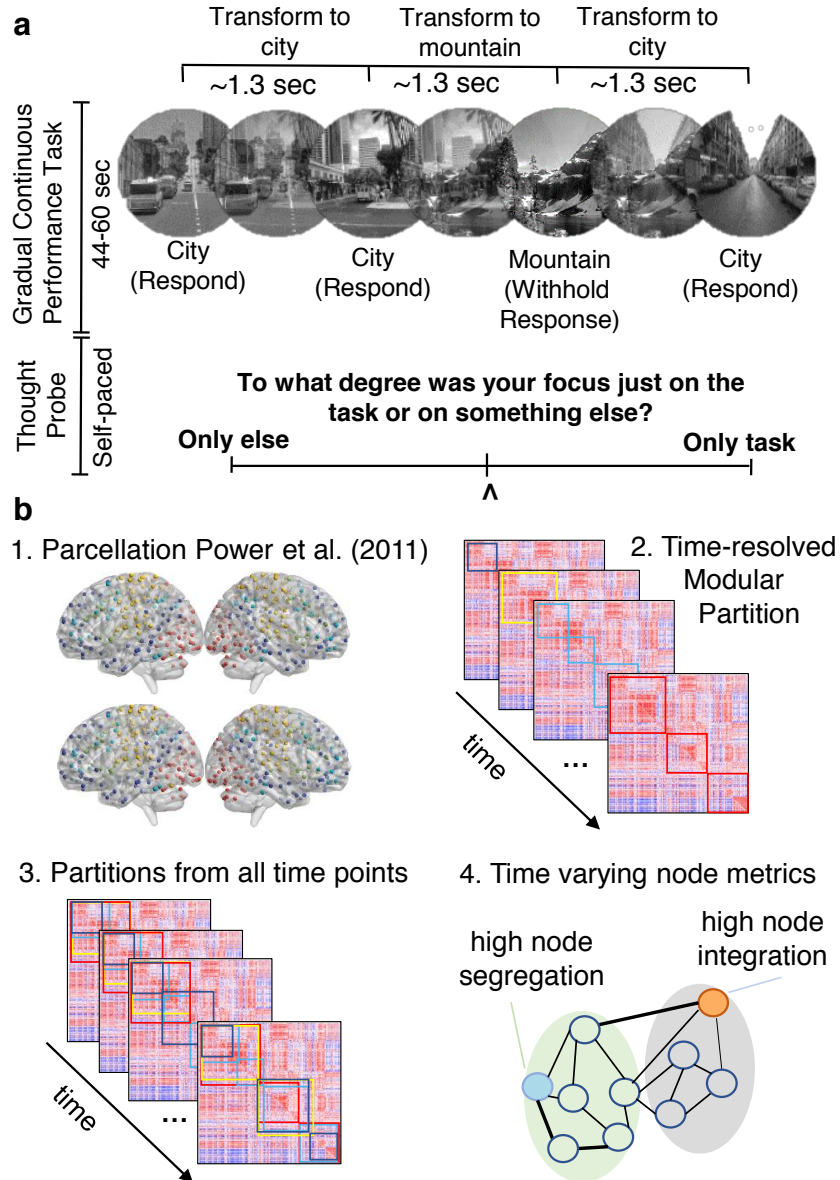 a
Transform to
city
Transform to
mountain
Transform to
city
~1.3 sec
~1.3 sec
~1.3 sec
Gradual Continuous
Performance Task
44-60 sec
City
(Respond)
City
(Respond)
Mountain
(Withhold
Response)
City
(Respond)
Thought
Probe
Self-paced
To what degree was your focus just on the
task or on something else?
Only else
Only task
^
b
1. Parcellation Power et al. (2011)
2. Time-resolved
Modular
Partition
time
...
3. Partitions from all time points
time
...
4. Time varying node metrics
high node
segregation
high node
integration